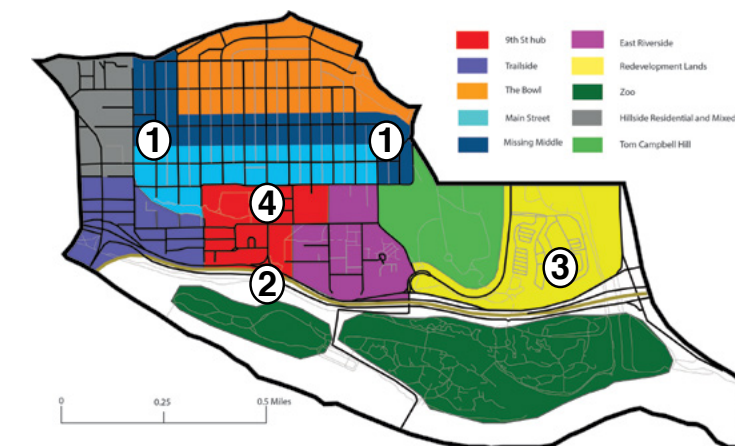 9th St hub
East Riverside
Trailside
Redevelopment Lands
The Bowl
Zoo
Main Street
Hillside Residential and Mixed
Missing Middle
Tom Campbell Hill
1
1
4
3
2
0
0.25
0.5 Miles